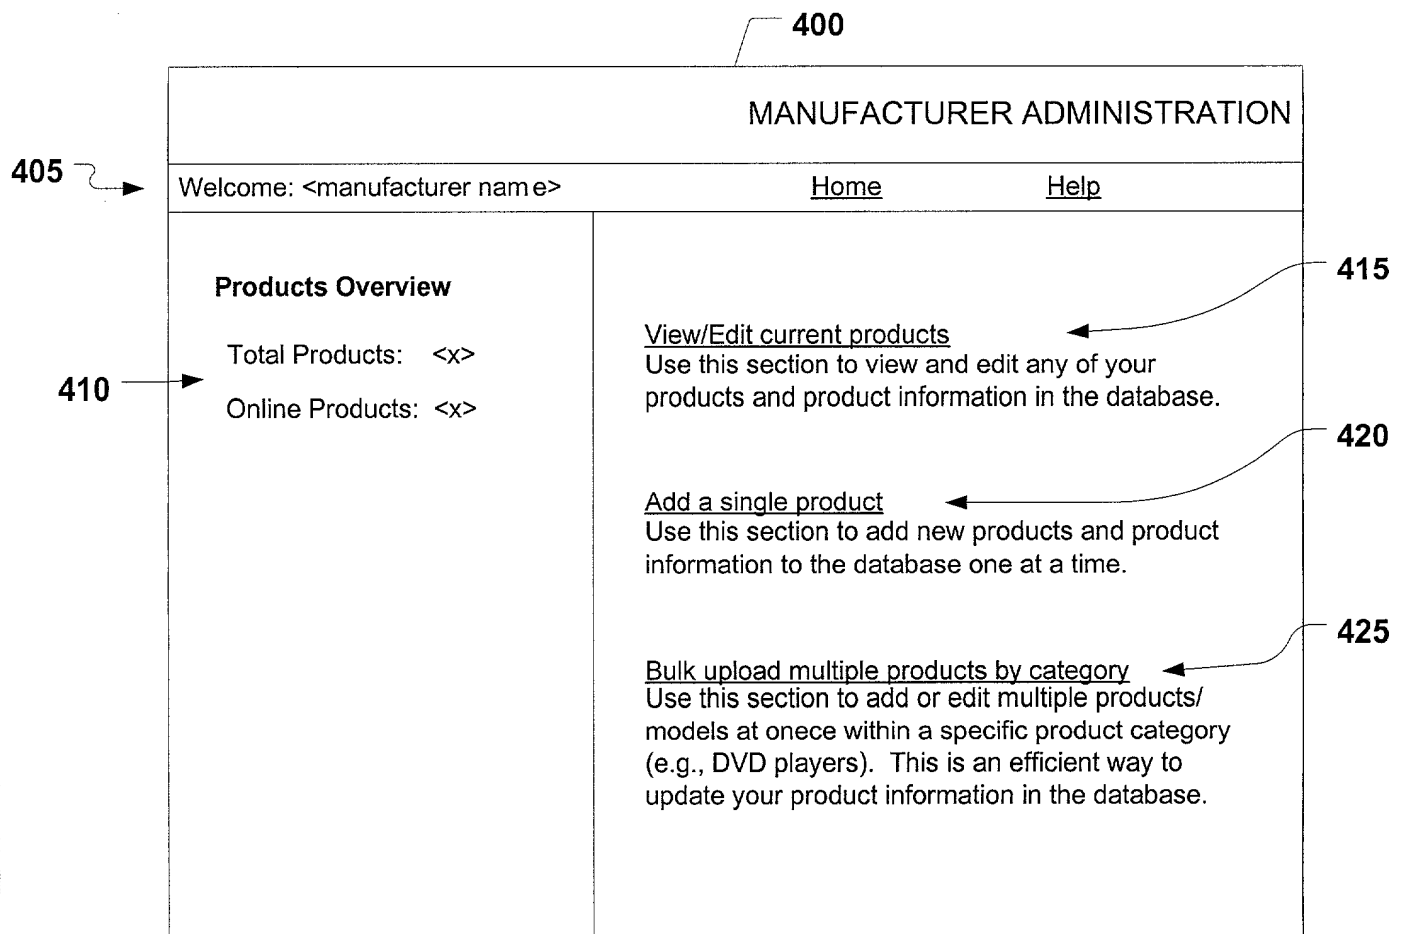 400
MANUFACTURER ADMINISTRATION
405
Welcome: <manufacturer name> Home Help
Products Overview
Total Products: <x>
410
Online Products: <x>
415
View/Edit current products
Use this section to view and edit any of your
products and product information in the database.
420
Add a single product
Use this section to add new products and product
information to the database one at a time.
425
Bulk upload multiple products by category
Use this section to add or edit multiple products/
models at onece within a specific product category
(e.g., DVD players). This is an efficient way to
update your product information in the database.